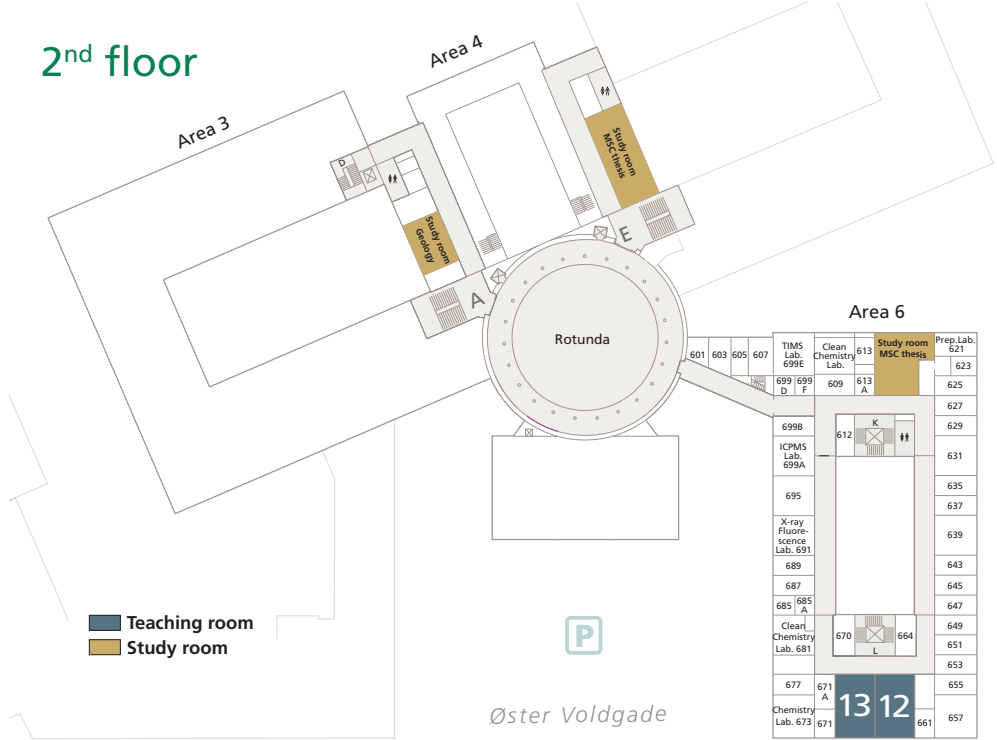 2nd floor
Area 3
Area 4
D
Study room
Geology
A
Study room
MSC thesis
E
Rotunda
Area 6
601
603
605
607
TIMS
Lab.
699E
Clean
Chemistry
Lab.
613
Study room
MSC thesis
Prep.Lab.
621
623
699
D
699
F
609
613
A
625
627
699B
612
K
629
ICPMS
Lab.
699A
631
695
635
637
X-ray
Fluore-
scence
Lab. 691
639
689
643
687
645
685
685
A
647
Clean
Chemistry
Lab. 681
670
L
664
649
651
653
677
671
A
13
12
655
Chemistry
Lab. 673
671
661
657
Teaching room
Study room
P
Øster Voldgade